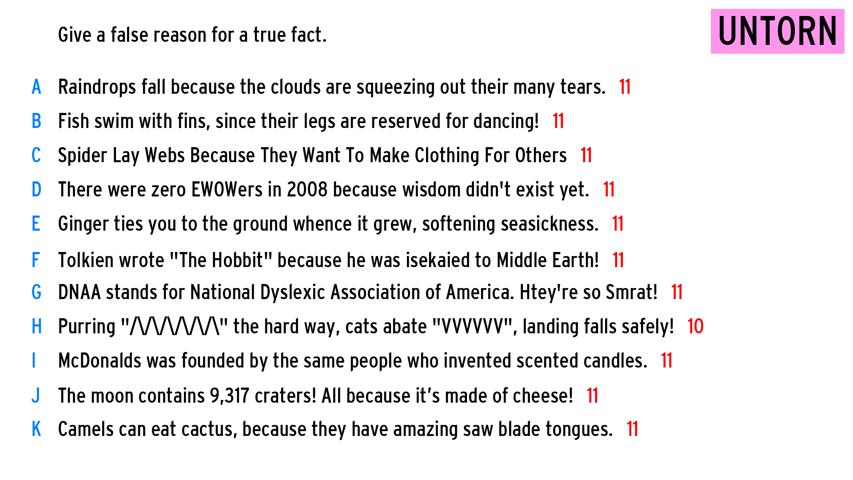 Give a false reason for a true fact.
UNTORN
A Raindrops fall because the clouds are squeezing out their many tears. 11
B Fish swim with fins, since their legs are reserved for dancing! 11
C Spider Lay Webs Because They Want To Make Clothing For Others 11
D There were zero EWOWers in 2008 because wisdom didn't exist yet. 11
E Ginger ties you to the ground whence it grew, softening seasickness. 11
F Tolkien wrote "The Hobbit" because he was isekaied to Middle Earth! 11
G DNAA stands for National Dyslexic Association of America. Htey're so Smrat! 11
H Purring "/\/\/\/\/\/\" the hard way, cats abate "VVVVVV", landing falls safely! 10
I McDonalds was founded by the same people who invented scented candles. 11
J The moon contains 9,317 craters! All because it’s made of cheese! 11
K Camels can eat cactus, because they have amazing saw blade tongues. 11